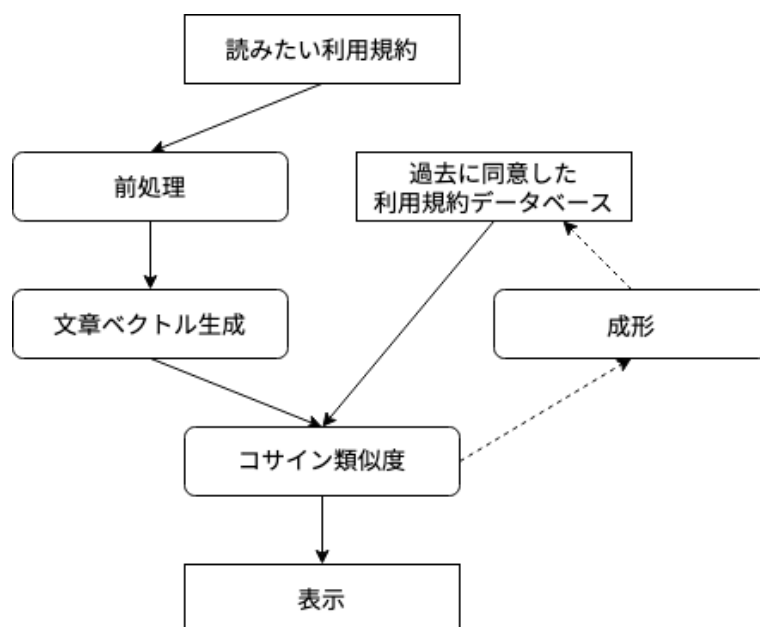 読みたい利用規約
前処理
過去に同意した
利用規約データベース
文章ベクトル生成
成形
コサイン類似度
表示